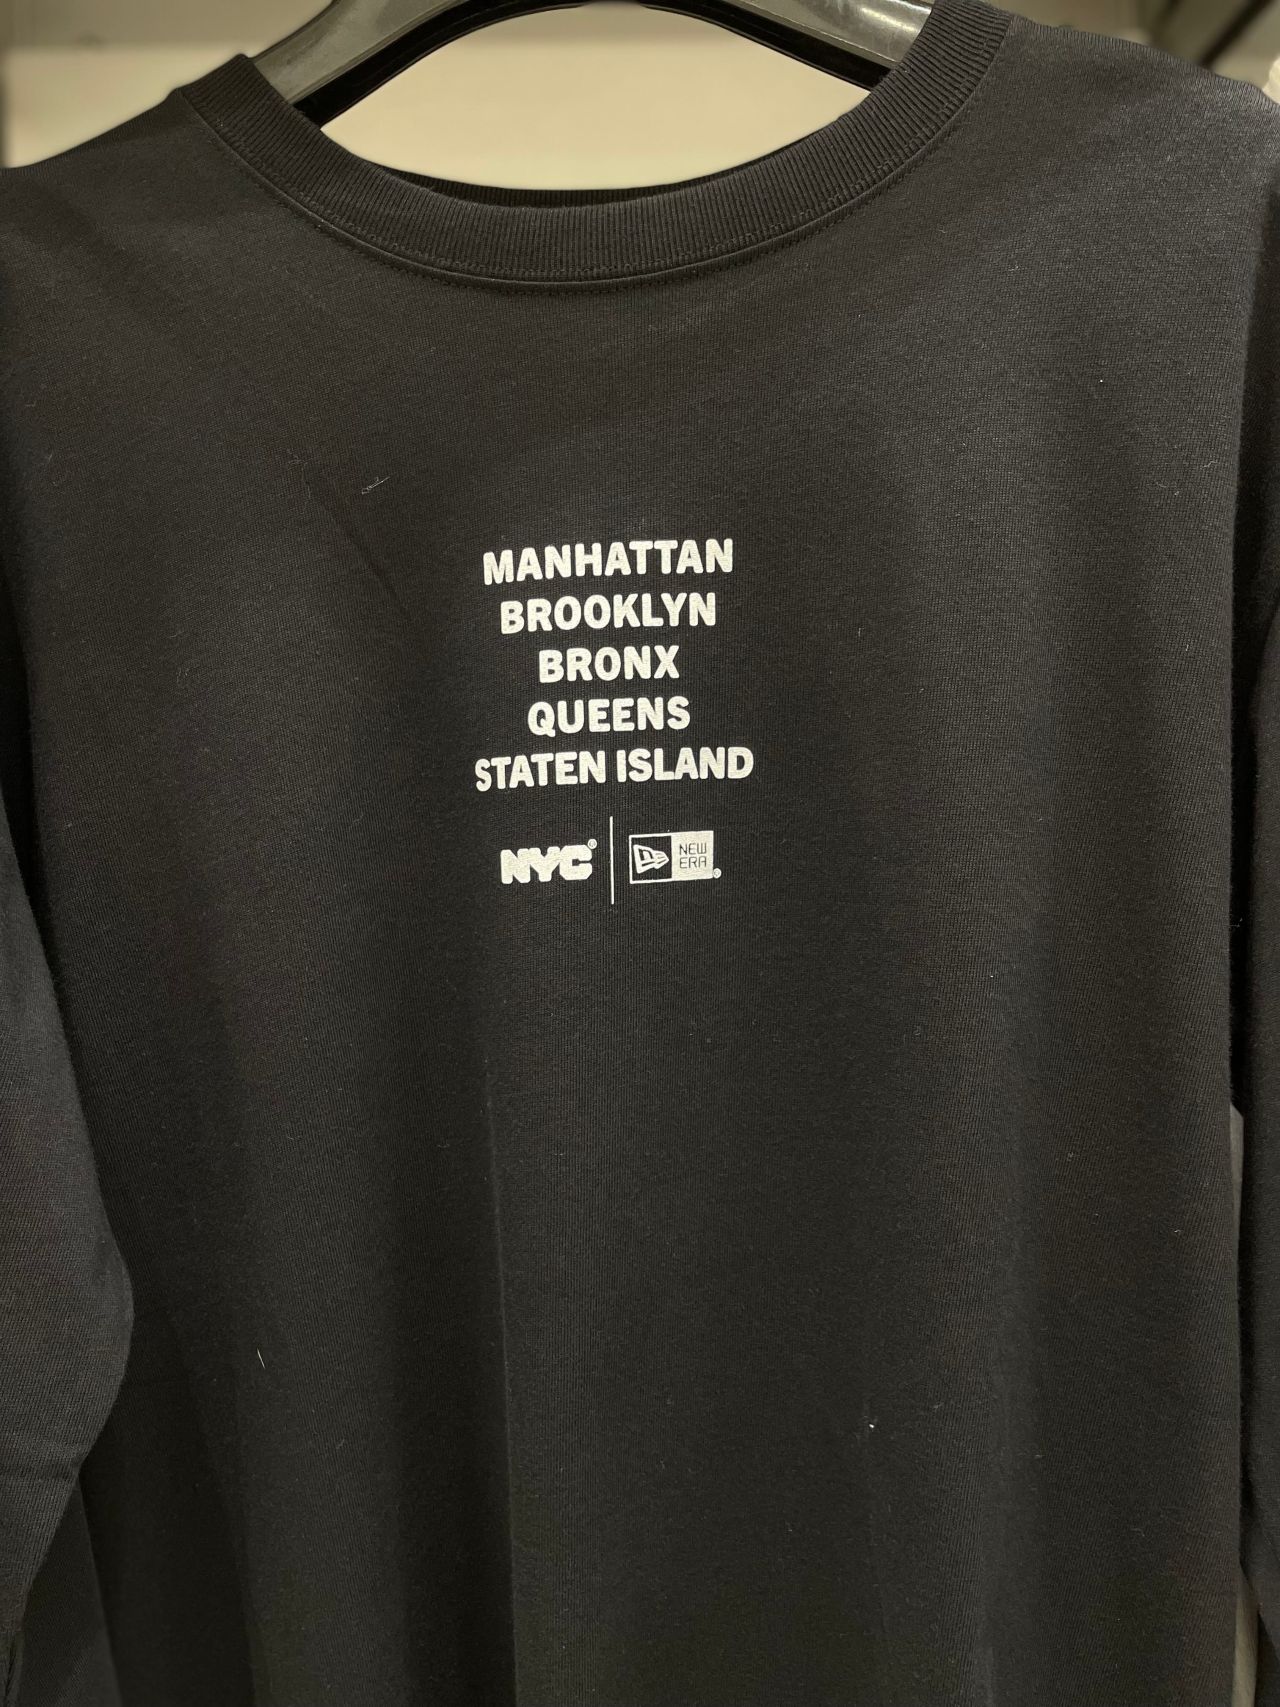 MANHATTAN
BROOKLYN
BRONX
QUEENS
STATEN ISLAND
NYC® NEW ERA®